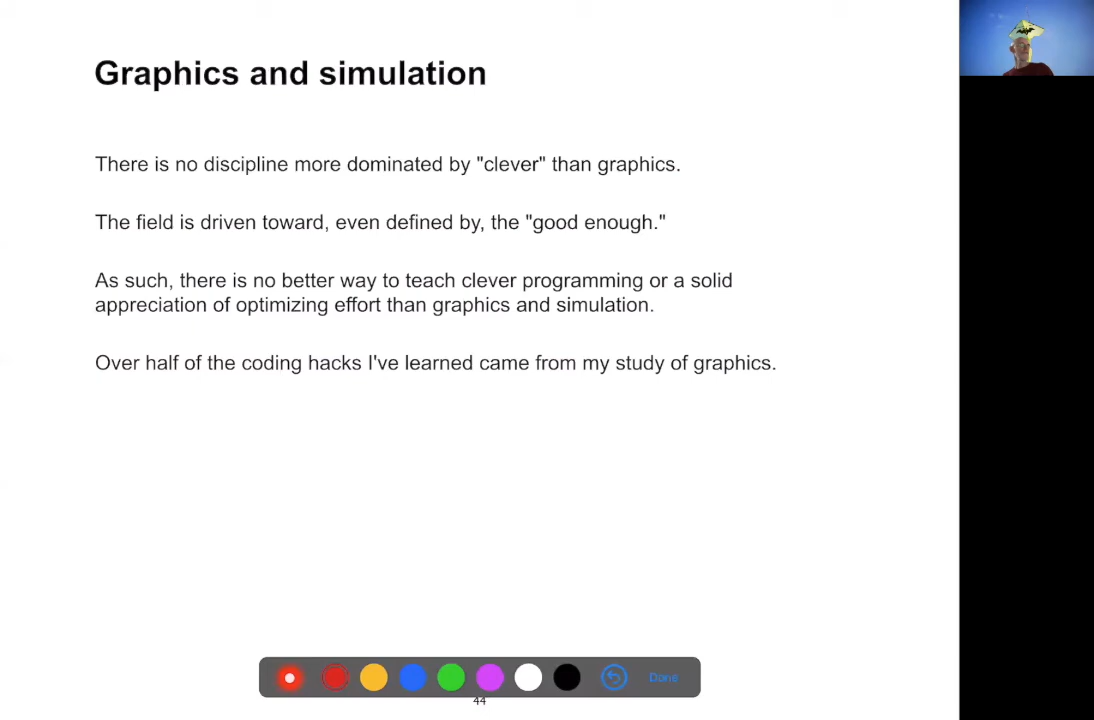 Graphics and simulation
There is no discipline more dominated by "clever" than graphics.
The field is driven toward, even defined by, the "good enough."
As such, there is no better way to teach clever programming or a solid
appreciation of optimizing effort than graphics and simulation.
Over half of the coding hacks I've learned came from my study of graphics.
Done
44